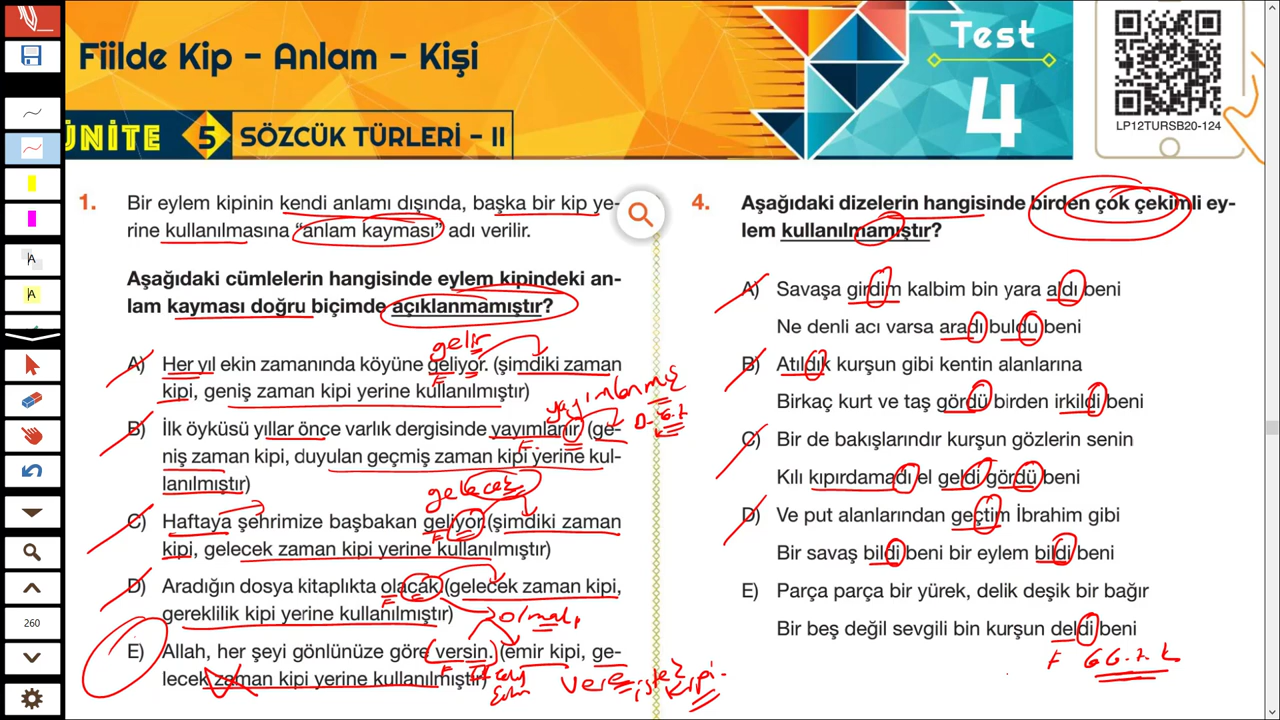 Fiilde Kip – Anlam – Kişi
ÜNİTE 5 SÖZCÜK TÜRLERİ – II
Test
4
LP12TURSB20-124
1. Bir eylem kipinin kendi anlamı dışında, başka bir kip ye-
rine kullanılmasına “anlam kayması” adı verilir.
Aşağıdaki cümlelerin hangisinde eylem kipindeki an-
lam kayması doğru biçimde açıklanmamıştır?
gelir
A) Her yıl ekin zamanında köyüne geliyor. (şimdiki zaman
kipi, geniş zaman kipi yerine kullanılmıştır)
yayımlanmış
B) İlk öyküsü yıllar önce varlık dergisinde yayımlanır (ge-
niş zaman kipi, duyulan geçmiş zaman kipi yerine kul-
lanılmıştır)
gelecek
C) Haftaya şehrimize başbakan geliyor.(şimdiki zaman
kipi, gelecek zaman kipi yerine kullanılmıştır)
D) Aradığın dosya kitaplıkta olacak. (gelecek zaman kipi,
gereklilik kipi yerine kullanılmıştır)
olmalı
E) Allah, her şeyi gönlünüze göre versin. (emir kipi, ge-
lecek zaman kipi yerine kullanılmıştır)
vere istek kipi.
4. Aşağıdaki dizelerin hangisinde birden çok çekimli ey-
lem kullanılmamıştır?
A) Savaşa girdim kalbim bin yara aldı beni
Ne denli acı varsa aradı buldu beni
B) Atıldık kurşun gibi kentin alanlarına
Birkaç kurt ve taş gördü birden irkildi beni
C) Bir de bakışlarındır kurşun gözlerin senin
Kılı kıpırdamadı el geldi gördü beni
D) Ve put alanlarından geçtim İbrahim gibi
Bir savaş bildi beni bir eylem bildi beni
E) Parça parça bir yürek, delik deşik bir bağır
Bir beş değil sevgili bin kurşun deldi beni
F G.G.Z.K
260